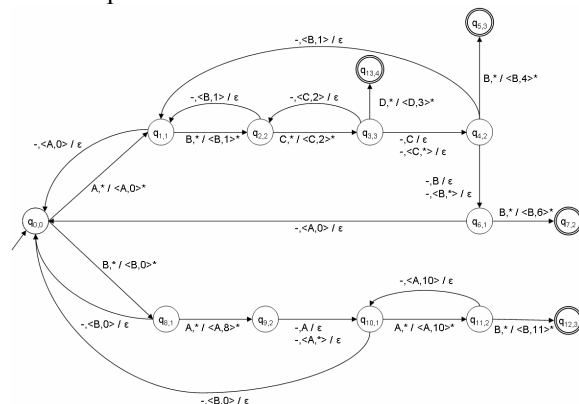 q5,3
-,<B,1> / ε
q13,4
B,* / <B,4>*
-,<B,1> / ε
-,<C,2> / ε
D,* / <D,3>*
q1,1
q2,2
q3,3
q4,2
-,<A,0> / ε
B,* / <B,1>*
C,* / <C,2>*
-,C / ε
-,<C,*> / ε
A,* / <A,0>*
-,B / ε
-,<B,*> / ε
B,* / <B,6>*
q0,0
q6,1
q7,2
-,<A,0> / ε
B,* / <B,0>*
-,<A,10> / ε
-,<B,0> / ε
q8,1
q9,2
q10,1
q11,2
q12,3
A,* / <A,8>*
-,A / ε
-,<A,*> / ε
A,* / <A,10>*
B,* / <B,11>*
-,<B,0> / ε